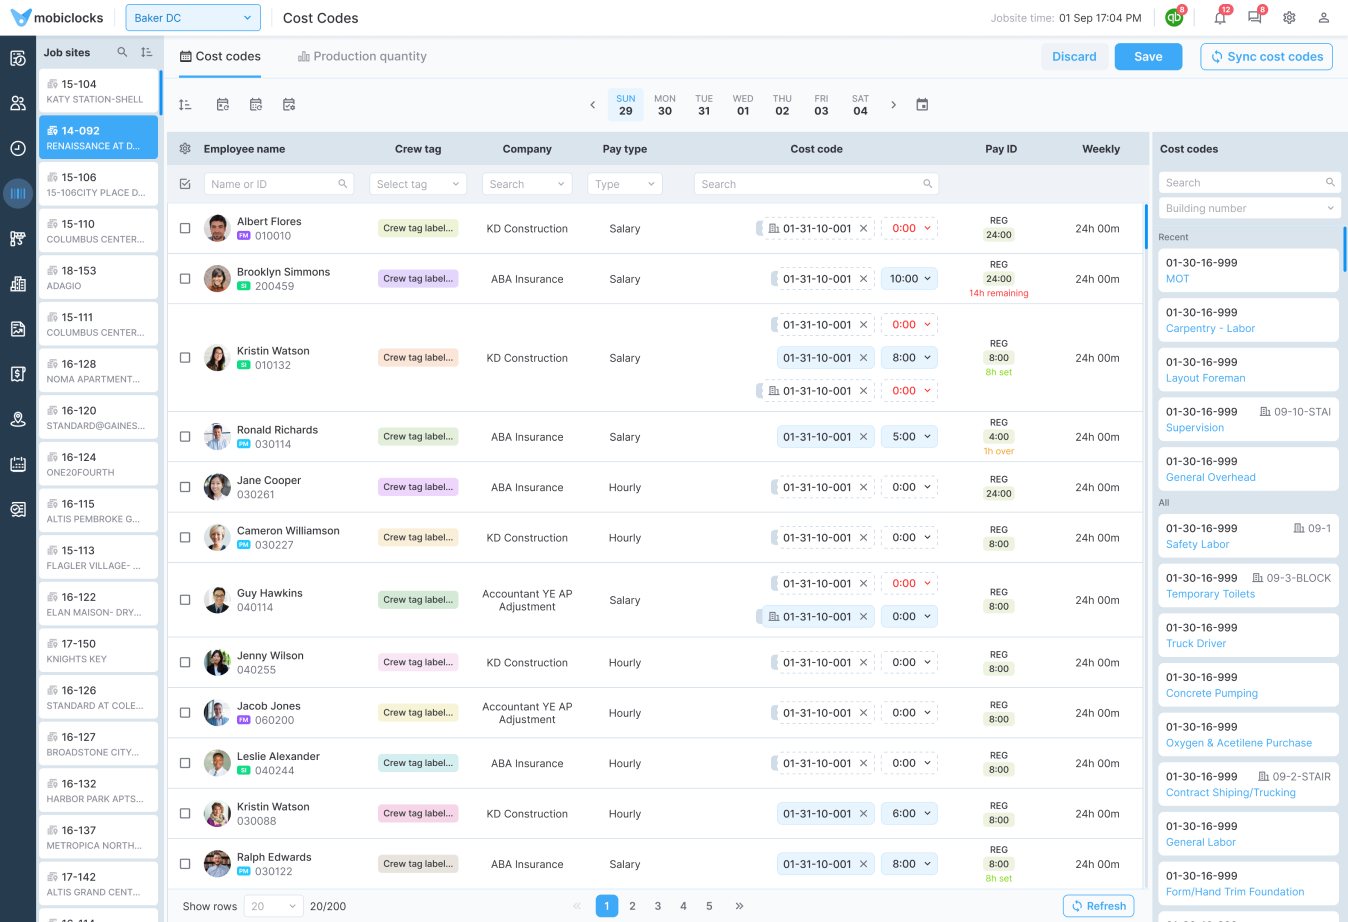 mobiclocks
Baker DC
Cost Codes
Jobsite time: 01 Sep 17:04 PM
qb
8
12
8
Job sites
15-104
KATY STATION-SHELL
14-092
RENAISSANCE AT D...
15-106
15-106CITY PLACE D...
15-110
COLUMBUS CENTER...
18-153
ADAGIO
15-111
COLUMBUS CENTER...
16-128
NOMA APARTMENT...
16-120
STANDARD@GAINES...
16-124
ONE20FOURTH
16-115
ALTIS PEMBROKE G...
15-113
FLAGLER VILLAGE- ...
16-122
ELAN MAISON- DRY...
17-150
KNIGHTS KEY
16-126
STANDARD AT COLE...
16-127
BROADSTONE CITY...
16-132
HARBOR PARK APTS...
16-137
METROPICA NORTH...
17-142
ALTIS GRAND CENT...
Cost codes
Production quantity
Discard
Save
Sync cost codes
SUN
29
MON
30
TUE
31
WED
01
THU
02
FRI
03
SAT
04
Employee name
Crew tag
Company
Pay type
Cost code
Pay ID
Weekly
Name or ID
Select tag
Search
Type
Search
Albert Flores
FM 010010
Crew tag label...
KD Construction
Salary
01-31-10-001
0:00
REG
24:00
24h 00m
Brooklyn Simmons
SI 200459
Crew tag label...
ABA Insurance
Salary
01-31-10-001
10:00
REG
24:00
14h remaining
24h 00m
Kristin Watson
SI 010132
Crew tag label...
KD Construction
Salary
01-31-10-001
0:00
01-31-10-001
8:00
01-31-10-001
0:00
REG
8:00
8h set
24h 00m
Ronald Richards
PM 030114
Crew tag label...
ABA Insurance
Salary
01-31-10-001
5:00
REG
4:00
1h over
24h 00m
Jane Cooper
030261
Crew tag label...
ABA Insurance
Hourly
01-31-10-001
0:00
REG
24:00
24h 00m
Cameron Williamson
PM 030227
Crew tag label...
KD Construction
Hourly
01-31-10-001
0:00
REG
8:00
24h 00m
Guy Hawkins
040114
Crew tag label...
Accountant YE AP
Adjustment
Salary
01-31-10-001
0:00
01-31-10-001
0:00
REG
8:00
24h 00m
Jenny Wilson
040255
Crew tag label...
KD Construction
Hourly
01-31-10-001
0:00
REG
8:00
24h 00m
Jacob Jones
FM 060200
Crew tag label...
Accountant YE AP
Adjustment
Hourly
01-31-10-001
0:00
REG
8:00
24h 00m
Leslie Alexander
SI 040244
Crew tag label...
ABA Insurance
Hourly
01-31-10-001
0:00
REG
8:00
24h 00m
Kristin Watson
030088
Crew tag label...
KD Construction
Hourly
01-31-10-001
6:00
REG
8:00
24h 00m
Ralph Edwards
PM 030122
Crew tag label...
ABA Insurance
Salary
01-31-10-001
8:00
REG
8:00
8h set
24h 00m
Show rows
20
20/200
« 1 2 3 4 5 »
Refresh
Cost codes
Search
Building number
Recent
01-30-16-999
MOT
01-30-16-999
Carpentry - Labor
01-30-16-999
Layout Foreman
01-30-16-999 09-10-STAI
Supervision
01-30-16-999
General Overhead
All
01-30-16-999 09-1
Safety Labor
01-30-16-999 09-3-BLOCK
Temporary Toilets
01-30-16-999
Truck Driver
01-30-16-999
Concrete Pumping
01-30-16-999
Oxygen & Acetilene Purchase
01-30-16-999 09-2-STAIR
Contract Shiping/Trucking
01-30-16-999
General Labor
01-30-16-999
Form/Hand Trim Foundation